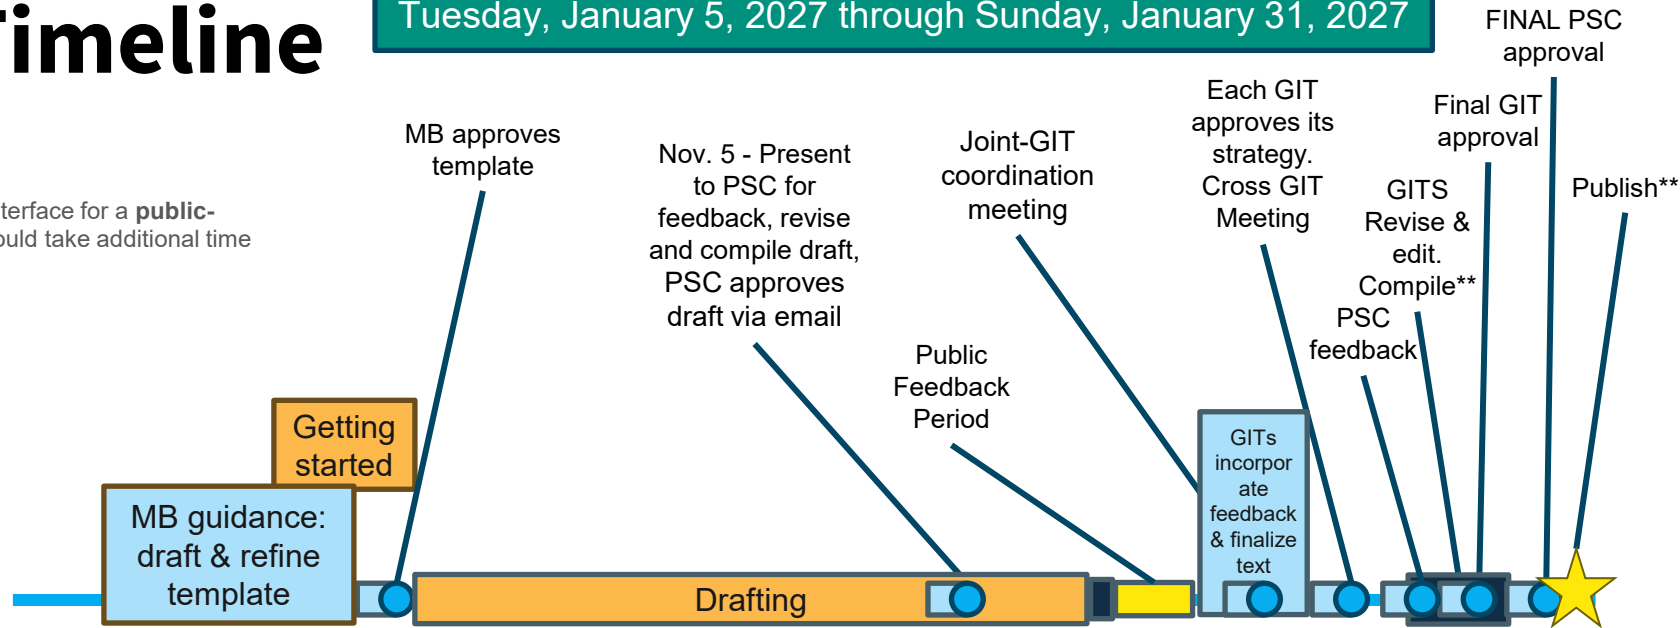 Timeline
Tuesday, January 5, 2027 through Sunday, January 31, 2027
for a public-
take additional time
MB approves
template
Nov. 5 - Present
to PSC for
feedback, revise
and compile draft,
PSC approves
draft via email
Public
Feedback
Period
Joint-GIT
coordination
meeting
Each GIT
approves its
strategy.
Cross GIT
Meeting
PSC
feedback
GITS
Revise &
edit.
Compile**
Final GIT
approval
FINAL PSC
approval
Publish**
Getting
started
MB guidance:
draft & refine
template
Drafting
GITs
incorpor
ate
feedback
& finalize
text